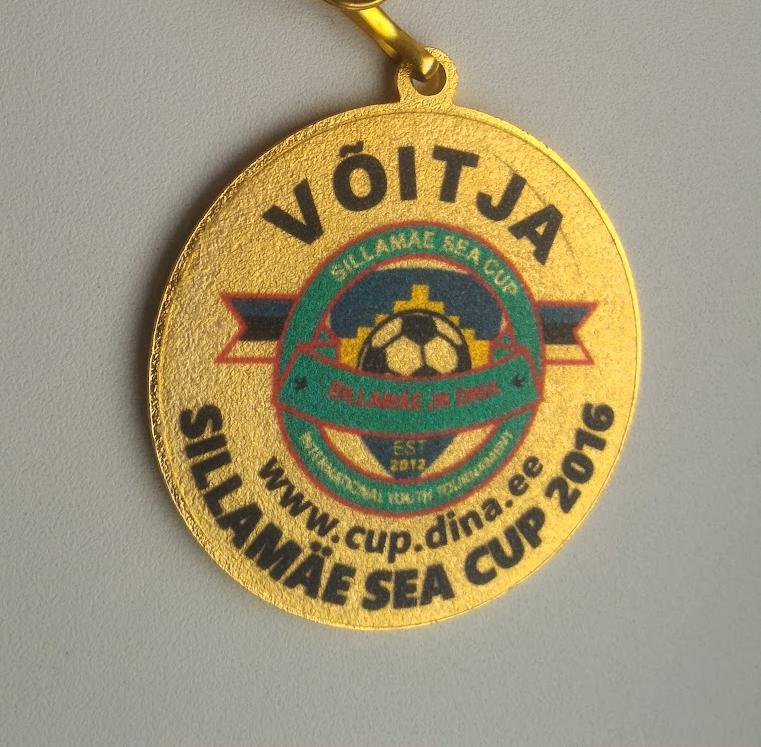 VÕITJA
SILLAMÄE SEA CUP
SILLAMÄE JK DINA
EST
2012
INTERNATIONAL YOUTH TOURNAMENT
www.cup.dina.ee
SILLAMÄE SEA CUP 2016